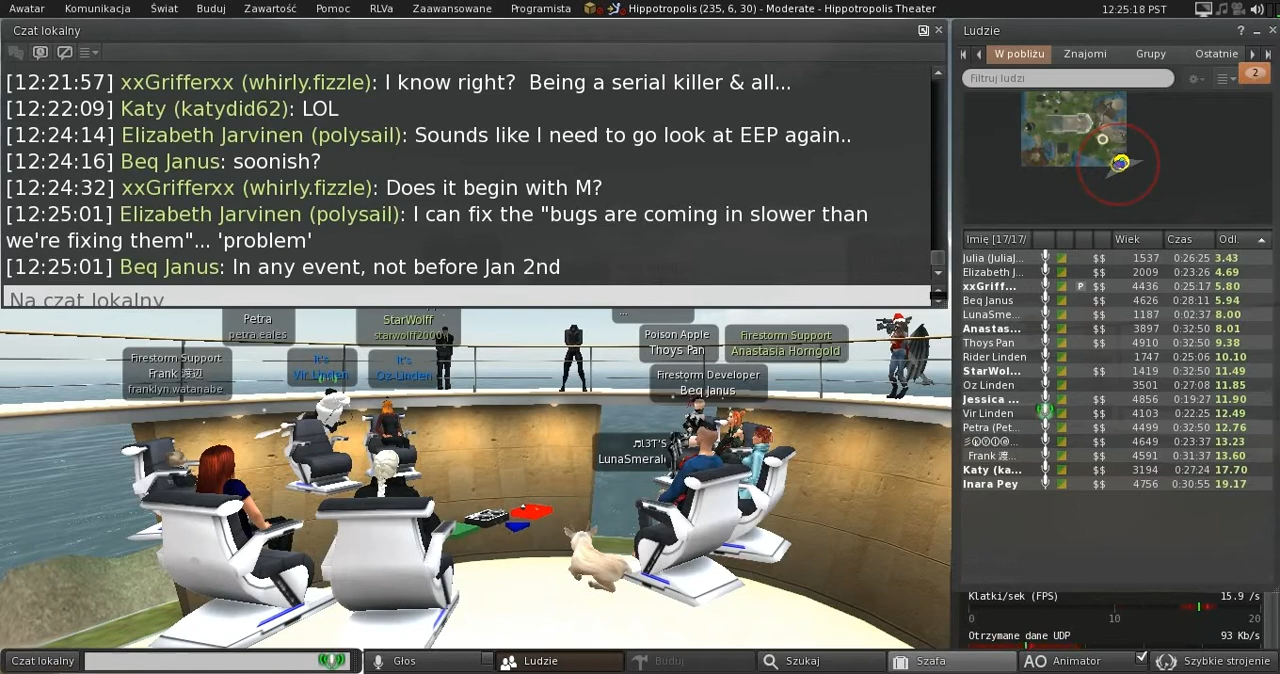 Awatar Komunikacja Świat Buduj Zawartość Pomoc RLVa Zaawansowane Programista Hippotropolis (235, 6, 30) - Moderate - Hippotropolis Theater 12:25:18 PST
Czat lokalny
[12:21:57] xxGrifferxx (whirly.fizzle): I know right? Being a serial killer & all...
[12:22:09] Katy (katydid62): LOL
[12:24:14] Elizabeth Jarvinen (polysail): Sounds like I need to go look at EEP again..
[12:24:16] Beq Janus: soonish?
[12:24:32] xxGrifferxx (whirly.fizzle): Does it begin with M?
[12:25:01] Elizabeth Jarvinen (polysail): I can fix the "bugs are coming in slower than
we're fixing them"... 'problem'
[12:25:01] Beq Janus: In any event, not before Jan 2nd
Na czat lokalny
Petra
petra eales
StarWolff
starwolff2000
...
Firestorm Support
Frank 渡辺
franklyn watanabe
It's
Vir Linden
It's
Oz Linden
Poison Apple
Thoys Pan
Firestorm Support
Anastasia Horngold
Firestorm Developer
Beq Janus
LunaSmeral
Ludzie
W pobliżu Znajomi Grupy Ostatnie
2
Filtruj ludzi
Imię [17/17/ Wiek Czas Odl.
Julia (JuliaJ... $$ 1537 0:26:25 3.43
Elizabeth J... $$ 2009 0:23:26 4.69
xxGriff... P $$ 4436 0:25:17 5.80
Beq Janus $$ 4626 0:28:11 5.94
LunaSme... $$ 1187 0:02:37 8.00
Anastas... $$ 3897 0:32:50 8.01
Thoys Pan $$ 4910 0:32:50 9.38
Rider Linden $$ 1747 0:25:06 10.10
StarWol... $$ 1419 0:32:50 11.49
Oz Linden $$ 3501 0:27:08 11.85
Jessica ... $$ 4856 0:19:27 11.90
Vir Linden $$ 4103 0:22:25 12.49
Petra (Pet... $$ 4499 0:32:50 12.76
$$ 4649 0:23:37 13.23
Frank 渡... $$ 4591 0:31:37 13.60
Katy (ka... $$ 3194 0:27:24 17.70
Inara Pey $$ 4756 0:30:55 19.17
Klatki/sek (FPS) 15.9 /s
0 10 20
Otrzymane dane UDP 93 Kb/s
Czat lokalny Głos Ludzie Buduj Szukaj Szafa AO Animator Szybkie strojenie